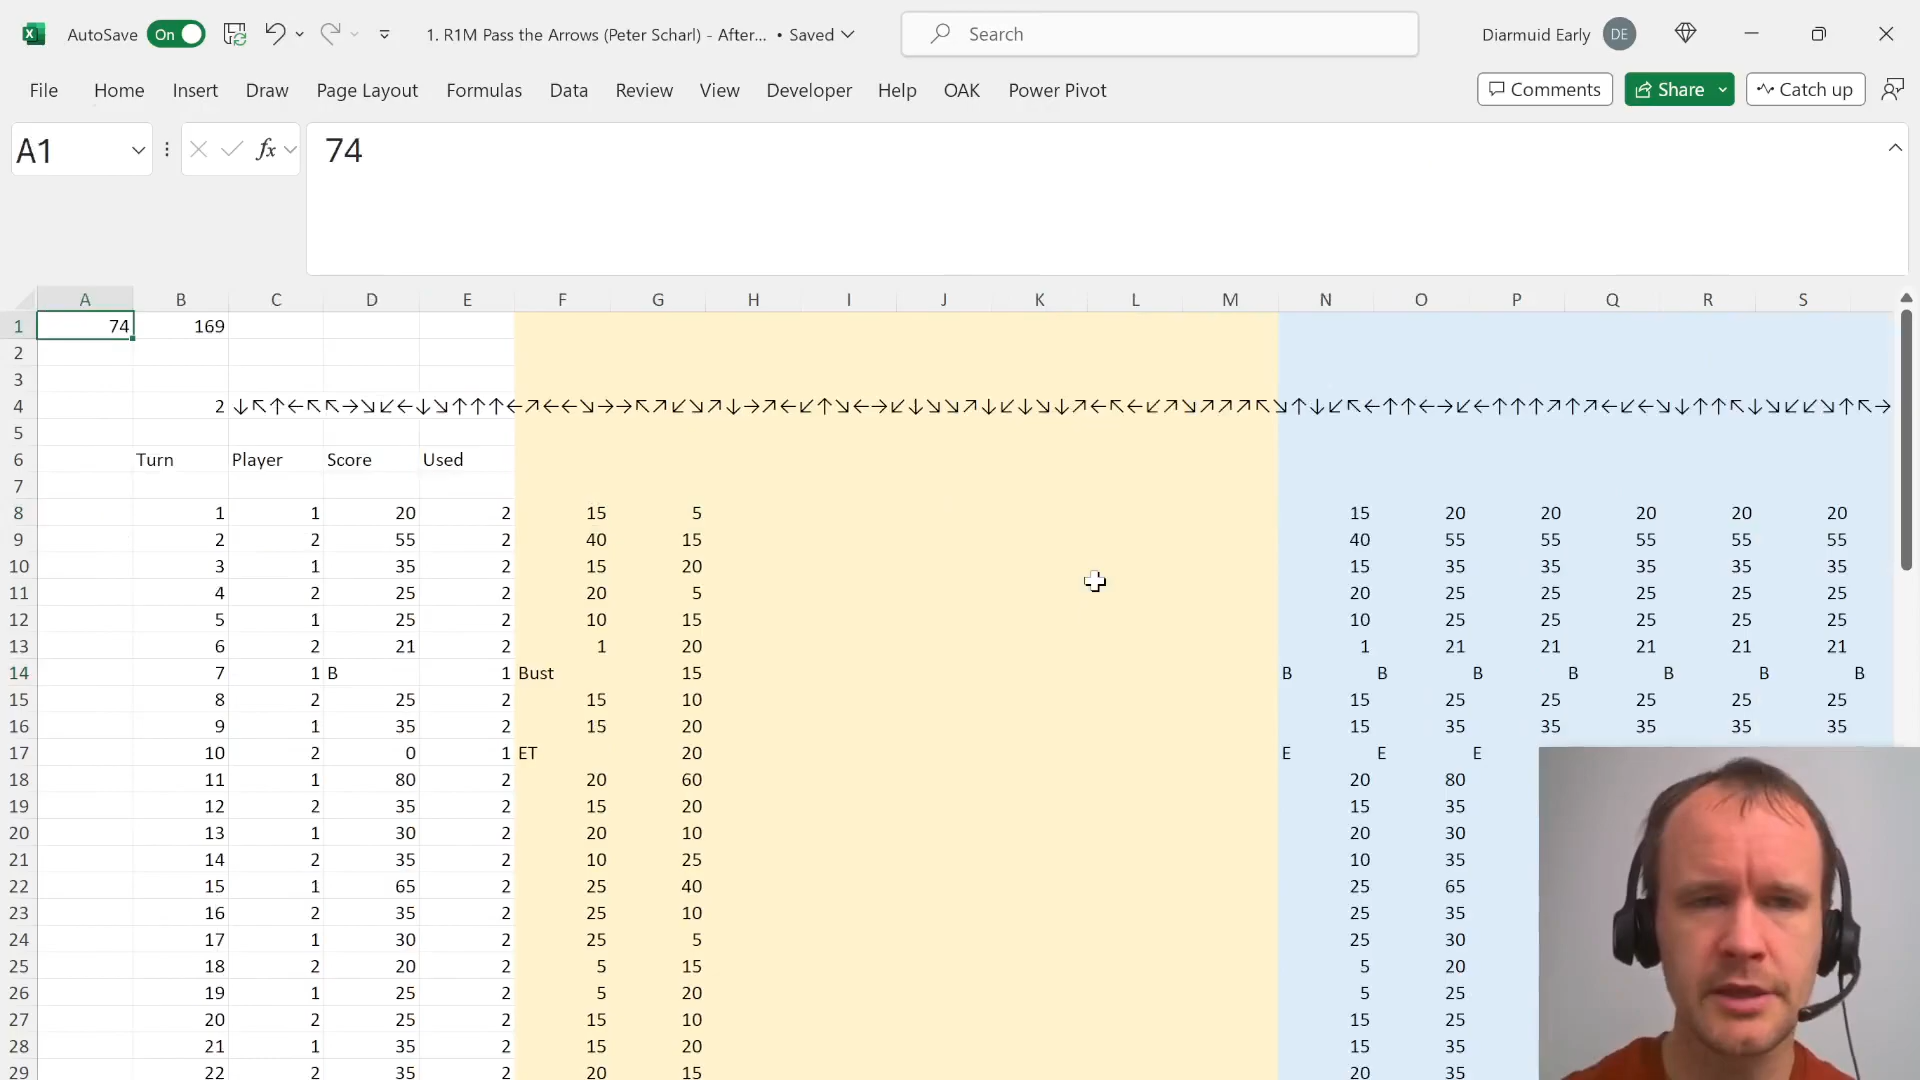 AutoSave On 1. R1M Pass the Arrows (Peter Scharl) - After... • Saved Search Diarmuid Early DE
File Home Insert Draw Page Layout Formulas Data Review View Developer Help OAK Power Pivot Comments Share Catch up
A1 fx 74
A B C D E F G H I J K L M N O P Q R S
1 74 169
2
3
4 2
5
6 Turn Player Score Used
7
8 1 1 20 2 15 5 15 20 20 20 20 20
9 2 2 55 2 40 15 40 55 55 55 55 55
10 3 1 35 2 15 20 15 35 35 35 35 35
11 4 2 25 2 20 5 20 25 25 25 25 25
12 5 1 25 2 10 15 10 25 25 25 25 25
13 6 2 21 2 1 20 1 21 21 21 21 21
14 7 1 B 1 Bust 15 B B B B B B B
15 8 2 25 2 15 10 15 25 25 25 25 25
16 9 1 35 2 15 20 15 35 35 35 35 35
17 10 2 0 1 ET 20 E E E
18 11 1 80 2 20 60 20 80
19 12 2 35 2 15 20 15 35
20 13 1 30 2 20 10 20 30
21 14 2 35 2 10 25 10 35
22 15 1 65 2 25 40 25 65
23 16 2 35 2 25 10 25 35
24 17 1 30 2 25 5 25 30
25 18 2 20 2 5 15 5 20
26 19 1 25 2 5 20 5 25
27 20 2 25 2 15 10 15 25
28 21 1 35 2 15 20 15 35
29 22 2 35 2 20 15 20 35